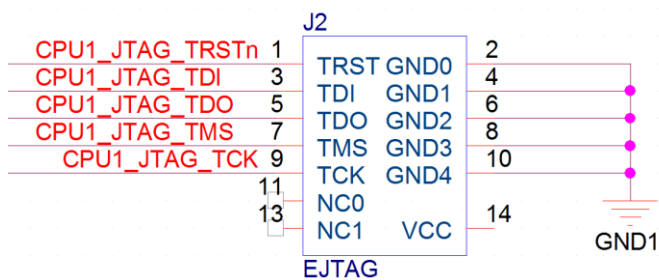 J2
CPU1_JTAG_TRSTn 1 TRST GND0 2
CPU1_JTAG_TDI 3 TDI GND1 4
CPU1_JTAG_TDO 5 TDO GND2 6
CPU1_JTAG_TMS 7 TMS GND3 8
CPU1_JTAG_TCK 9 TCK GND4 10
11 NC0
13 NC1 VCC 14
GND1
EJTAG